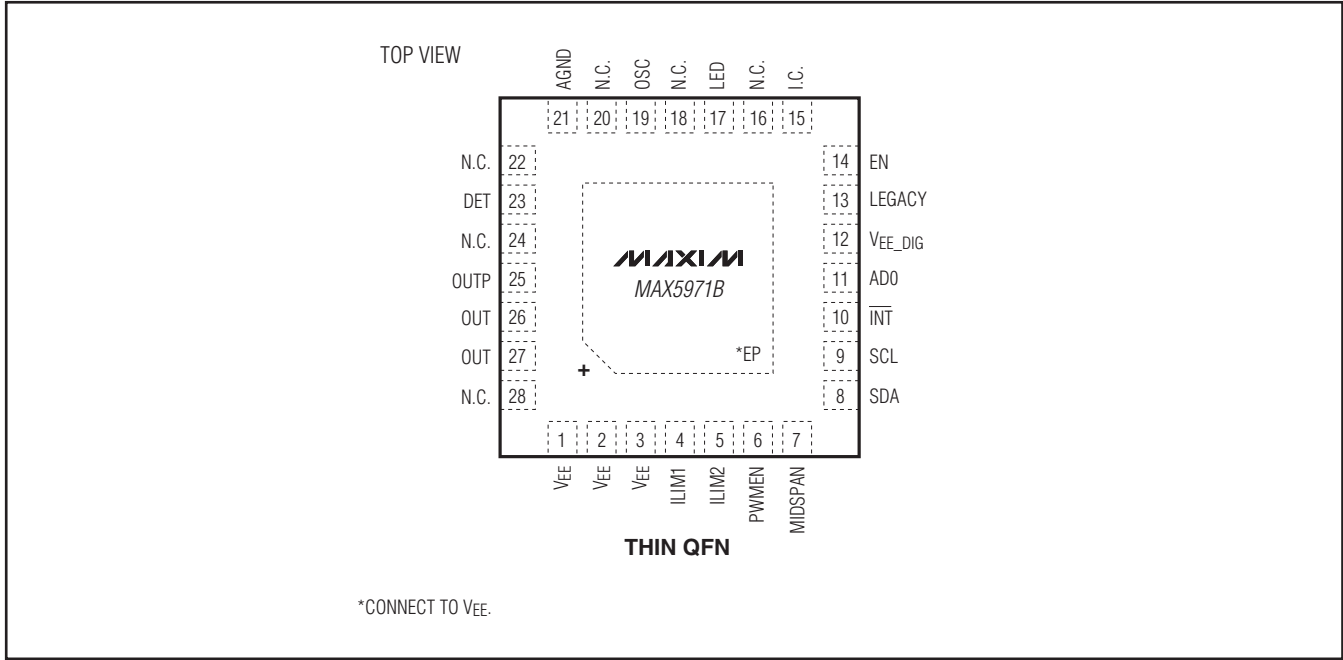 TOP VIEW
AGND
N.C.
OSC
N.C.
LED
N.C.
I.C.
21 20 19 18 17 16 15
N.C. 22
DET 23
N.C. 24
OUTP 25
OUT 26
OUT 27
N.C. 28
14 EN
13 LEGACY
12 VEE_DIG
11 AD0
10 INT
9 SCL
8 SDA
MAXIM
MAX5971B
*EP
+
1 2 3 4 5 6 7
VEE
VEE
VEE
ILIM1
ILIM2
PWMEN
MIDSPAN
THIN QFN
*CONNECT TO VEE.